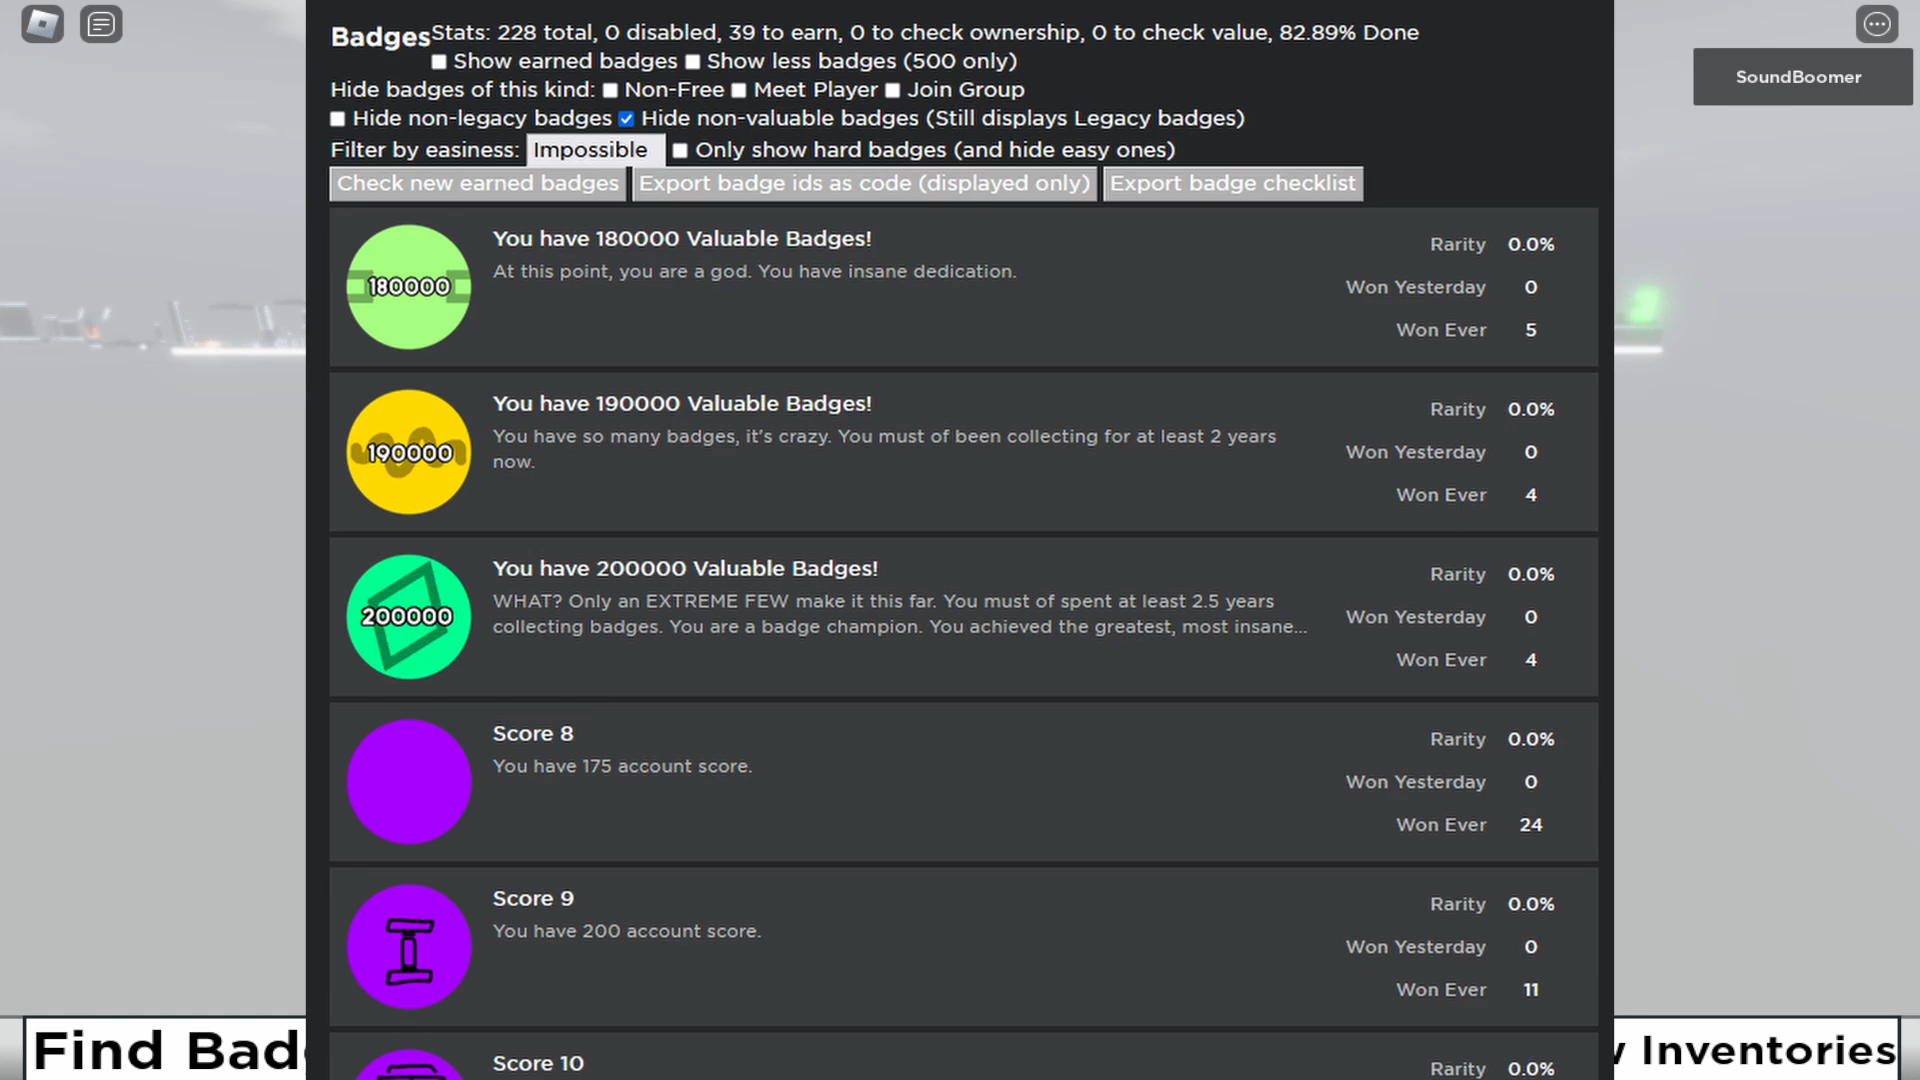 BadgesStats: 228 total, 0 disabled, 39 to earn, 0 to check ownership, 0 to check value, 82.89% Done
Show earned badges Show less badges (500 only)
SoundBoomer
Hide badges of this kind: Non-Free Meet Player Join Group
Hide non-legacy badges Hide non-valuable badges (Still displays Legacy badges)
Filter by easiness: Impossible Only show hard badges (and hide easy ones)
Check new earned badges Export badge ids as code (displayed only) Export badge checklist
180000
You have 180000 Valuable Badges!
At this point, you are a god. You have insane dedication.
Rarity 0.0%
Won Yesterday 0
Won Ever 5
190000
You have 190000 Valuable Badges!
You have so many badges, it's crazy. You must of been collecting for at least 2 years
now.
Rarity 0.0%
Won Yesterday 0
Won Ever 4
200000
You have 200000 Valuable Badges!
WHAT? Only an EXTREME FEW make it this far. You must of spent at least 2.5 years
collecting badges. You are a badge champion. You achieved the greatest, most insane...
Rarity 0.0%
Won Yesterday 0
Won Ever 4
Score 8
You have 175 account score.
Rarity 0.0%
Won Yesterday 0
Won Ever 24
Score 9
You have 200 account score.
Rarity 0.0%
Won Yesterday 0
Won Ever 11
Score 10
Rarity 0.0%
Find Bad
Inventories